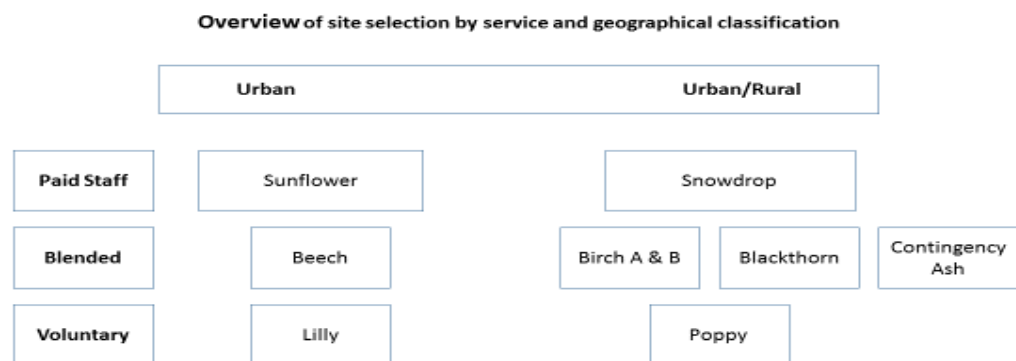 Overview of site selection by service and geographical classification
Urban Urban/Rural
Paid Staff Sunflower Snowdrop
Blended Beech Birch A & B Blackthorn Contingency
Ash
Voluntary Lilly Poppy